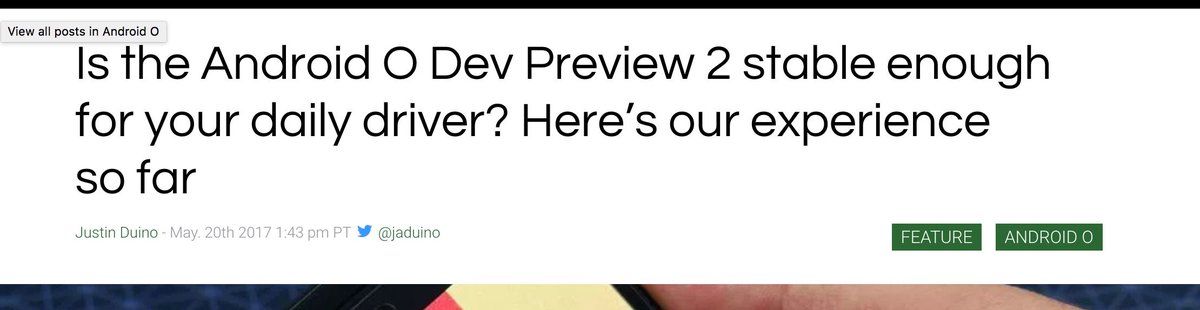 View all posts in Android O
Is the Android O Dev Preview 2 stable enough
for your daily driver? Here’s our experience
so far
Justin Duino - May. 20th 2017 1:43 pm PT @jaduino
FEATURE ANDROID O